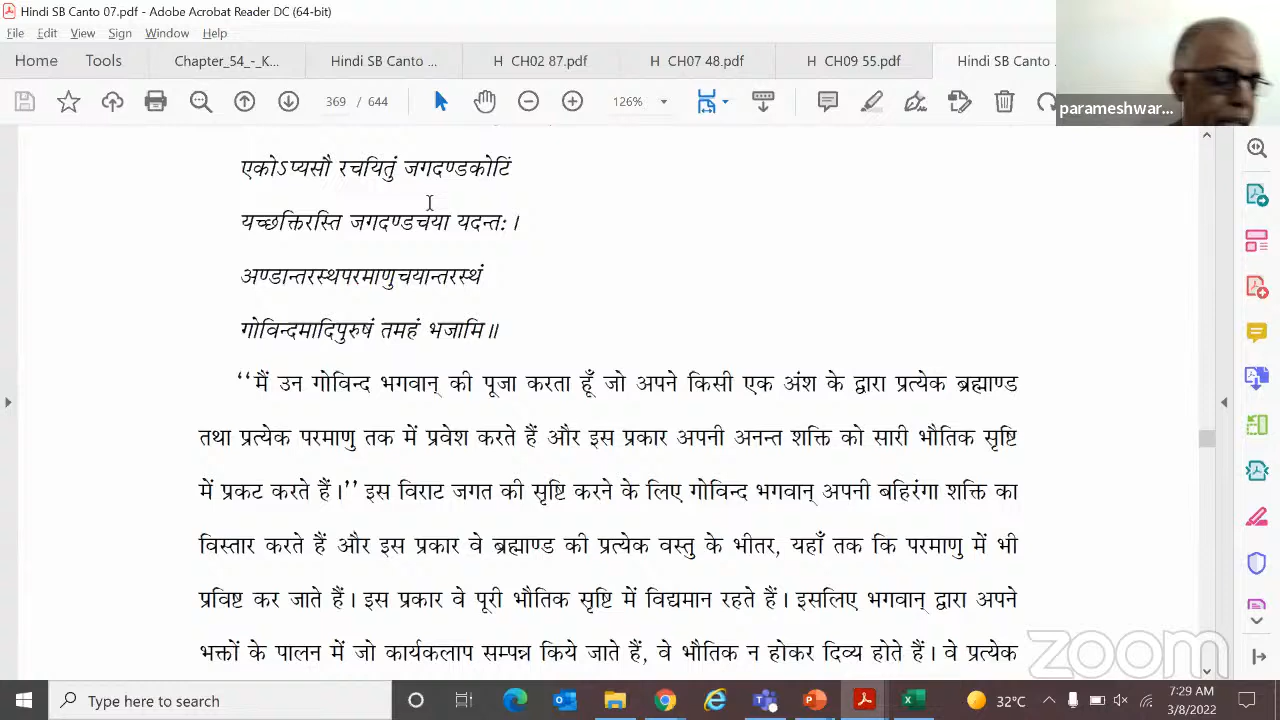 Hindi SB Canto 07.pdf - Adobe Acrobat Reader DC (64-bit)
File Edit View Sign Window Help
Home Tools Chapter_54_-_K... Hindi SB Canto ... H CH02 87.pdf H CH07 48.pdf H CH09 55.pdf Hindi SB Canto
369 / 644 126%
parameshwar...
एकोऽप्यसौ रचयितुं जगदण्डकोटिं
यच्छक्तिरस्ति जगदण्डचया यदन्तः।
अण्डान्तरस्थपरमाणुचयान्तरस्थं
गोविन्दमादिपुरुषं तमहं भजामि॥
‘‘मैं उन गोविन्द भगवान् की पूजा करता हूँ जो अपने किसी एक अंश के द्वारा प्रत्येक ब्रह्माण्ड
तथा प्रत्येक परमाणु तक में प्रवेश करते हैं और इस प्रकार अपनी अनन्त शक्ति को सारी भौतिक सृष्टि
में प्रकट करते हैं।’’ इस विराट जगत की सृष्टि करने के लिए गोविन्द भगवान् अपनी बहिरंगा शक्ति का
विस्तार करते हैं और इस प्रकार वे ब्रह्माण्ड की प्रत्येक वस्तु के भीतर, यहाँ तक कि परमाणु में भी
प्रविष्ट कर जाते हैं। इस प्रकार वे पूरी भौतिक सृष्टि में विद्यमान रहते हैं। इसलिए भगवान् द्वारा अपने
भक्तों के पालन में जो कार्यकलाप सम्पन्न किये जाते हैं, वे भौतिक न होकर दिव्य होते हैं। वे प्रत्येक
zoom
Type here to search 32°C 7:29 AM
3/8/2022